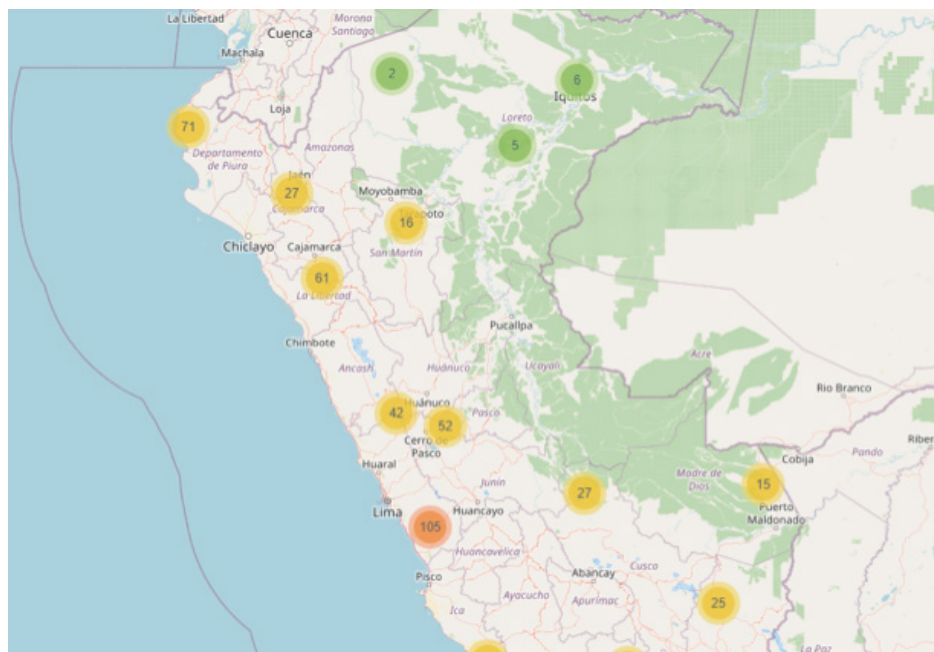 La Libertad
Morona
Santiago
Cuenca
Machala
2
6
Iquitos
Loja
Loreto
71
Amazonas
5
Departamento
de Piura
Jaén
27
Moyobamba
Cajamarca
16
Tarapoto
Chiclayo
Cajamarca
San Martín
61
La Libertad
Pucallpa
Chimbote
Acre
Ancash
Huánuco
Ucayali
Rio Branco
Huánuco
42
52
Pasco
Cerro de
Pasco
Ribe
Cobija
Pando
Huaral
Madre de
Dios
Junín
15
27
Puerto
Maldonado
Lima
Huancayo
105
Huancavelica
Pisco
Abancay
Cusco
Ica
Ayacucho
Apurímac
25
La Paz